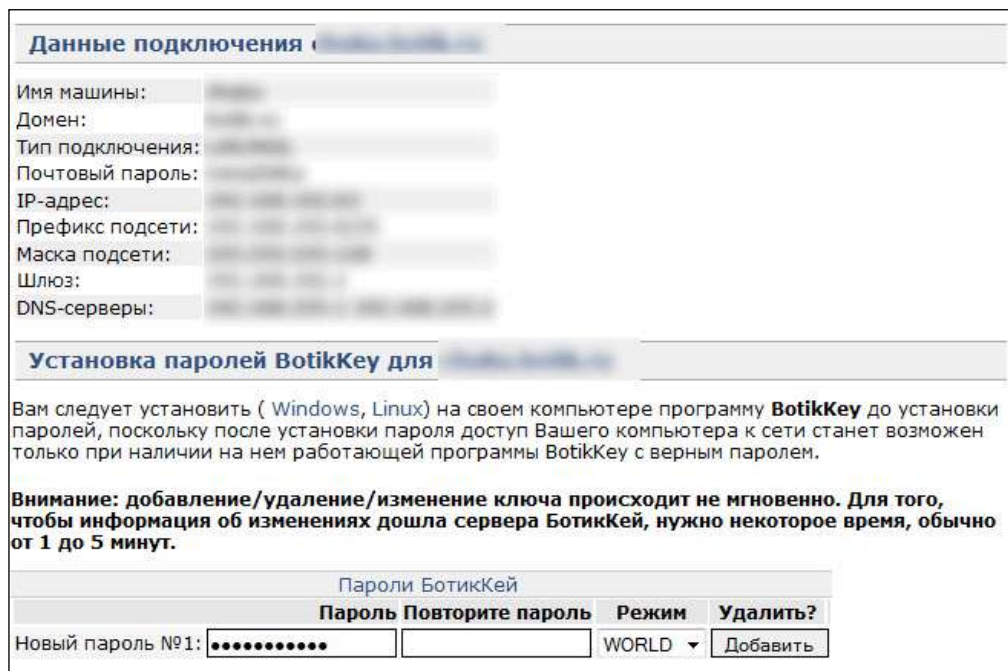 Данные подключения
Имя машины:
Домен:
Тип подключения:
Почтовый пароль:
IP-адрес:
Префикс подсети:
Маска подсети:
Шлюз:
DNS-серверы:
Установка паролей BotikKey для
Вам следует установить ( Windows, Linux) на своем компьютере программу BotikKey до установки
паролей, поскольку после установки пароля доступ Вашего компьютера к сети станет возможен
только при наличии на нем работающей программы BotikKey с верным паролем.
Внимание: добавление/удаление/изменение ключа происходит не мгновенно. Для того,
чтобы информация об изменениях дошла сервера БотикКей, нужно некоторое время, обычно
от 1 до 5 минут.
Пароли БотикКей
Пароль Повторите пароль Режим Удалить?
Новый пароль №1: ●●●●●●●●●●● WORLD Добавить